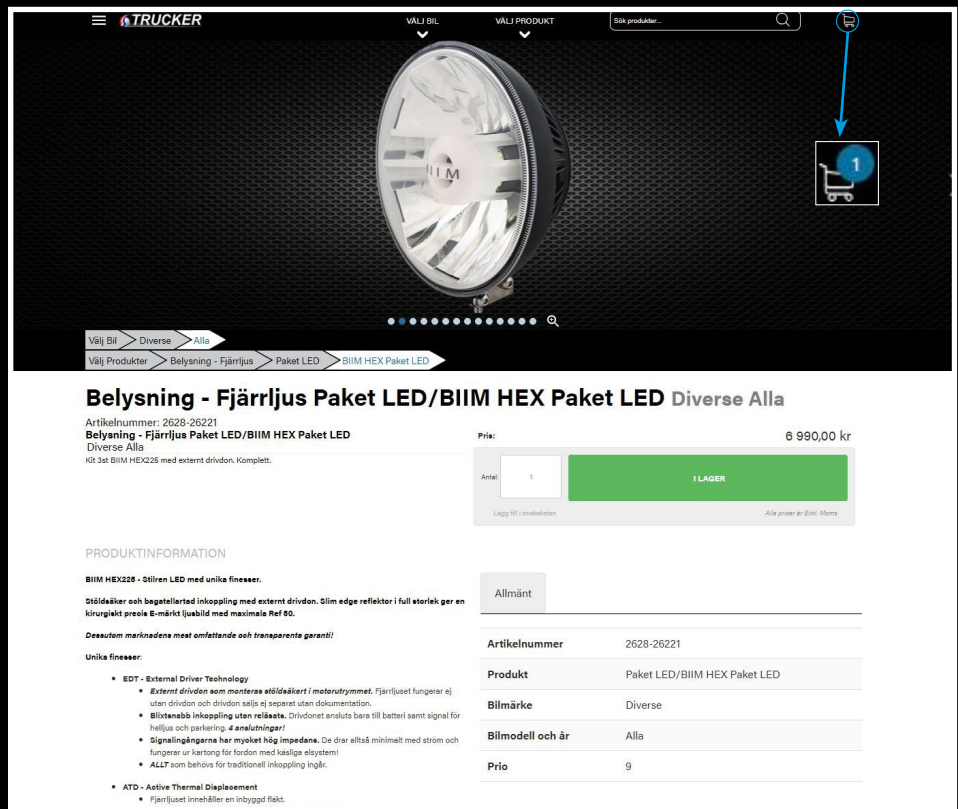 TRUCKER
VÄLJ BIL
VÄLJ PRODUKT
Sök produkter...
1
BIIM
Välj Bil
Diverse
Alla
Välj Produkter
Belysning - Fjärrljus
Paket LED
BIIM HEX Paket LED
Belysning - Fjärrljus Paket LED/BIIM HEX Paket LED Diverse Alla
Artikelnummer: 2628-26221
Belysning - Fjärrljus Paket LED/BIIM HEX Paket LED
Diverse Alla
Kit 3st BIIM HEX225 med externt drivdon. Komplett.
Pris:
6 990,00 kr
Antal:
1
I LAGER
Lägg till i önskelistan
Alla priser är Exkl. Moms
PRODUKTINFORMATION
BIIM HEX225 - Stilren LED med unika finesser.
Stöldsäker och bagatellartad inkoppling med externt drivdon. Slim edge reflektor i full storlek ger en
kirurgiskt precis E-märkt ljusbild med maximala Ref 50.
Dessutom marknadens mest omfattande och transparenta garanti!
Unika finesser:
EDT - External Driver Technology
Externt drivdon som monteras stöldsäkert i motorutrymmet. Fjärrljuset fungerar ej
utan drivdon och drivdon säljs ej separat utan dokumentation.
Blixtsnabb inkoppling utan reläsats. Drivdonet ansluts bara till batteri samt signal för
helljus och parkering. 4 anslutningar!
Signalingångarna har mycket hög impedans. De drar alltså minimalt med ström och
fungerar ur kartong för fordon med käsliga elsystem!
ALLT som behövs för traditionell inkoppling ingår.
ATD - Active Thermal Displacement
Fjärrljuset innehåller en inbyggd fläkt.
Allmänt
Artikelnummer 2628-26221
Produkt Paket LED/BIIM HEX Paket LED
Bilmärke Diverse
Bilmodell och år Alla
Prio 9